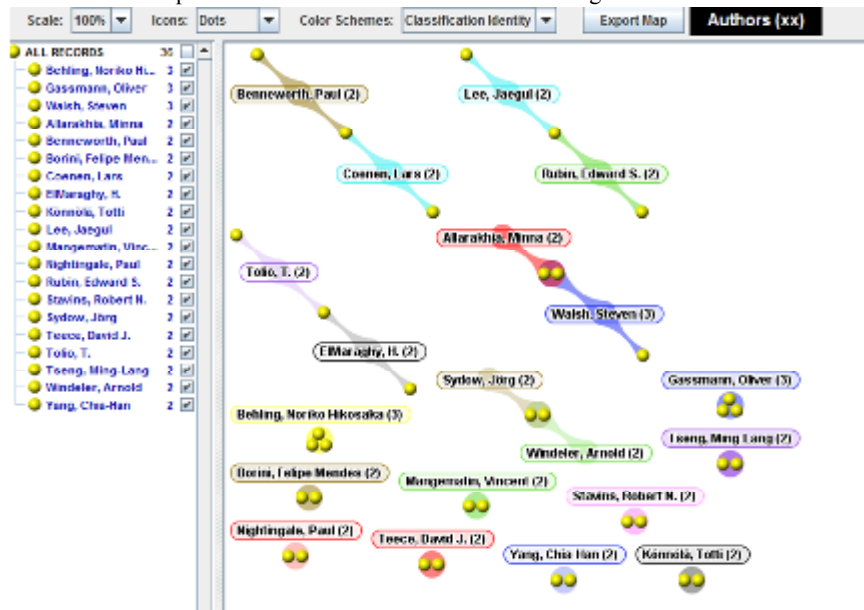 Scale: 100% Icons: Dots Color Schemes: Classification Identity Export Map Authors (xx)
ALL RECORDS 36
Behling, Noriko Hi... 3
Gassmann, Oliver 3
Walsh, Steven 3
Allarakhia, Minna 2
Benneworth, Paul 2
Borini, Felipe Men... 2
Coenen, Lars 2
ElMaraghy, H. 2
Könnölä, Totti 2
Lee, Jaegul 2
Mangematin, Vinc... 2
Nightingale, Paul 2
Rubin, Edward S. 2
Stavins, Robert N. 2
Sydow, Jörg 2
Teece, David J. 2
Tolio, T. 2
Tseng, Ming-Lang 2
Windeler, Arnold 2
Yang, Chia-Han 2
Benneworth, Paul (2)
Lee, Jaegul (2)
Coenen, Lars (2)
Rubin, Edward S. (2)
Allarakhia, Minna (2)
Tolio, T. (2)
Walsh, Steven (3)
ElMaraghy, H. (2)
Sydow, Jörg (2)
Gassmann, Oliver (3)
Behling, Noriko Hikosaka (3)
Tseng, Ming Lang (2)
Windeler, Arnold (2)
Borini, Felipe Mendes (2)
Mangematin, Vincent (2)
Stavins, Robert N. (2)
Nightingale, Paul (2)
Teece, David J. (2)
Yang, Chia Han (2)
Könnölä, Totti (2)